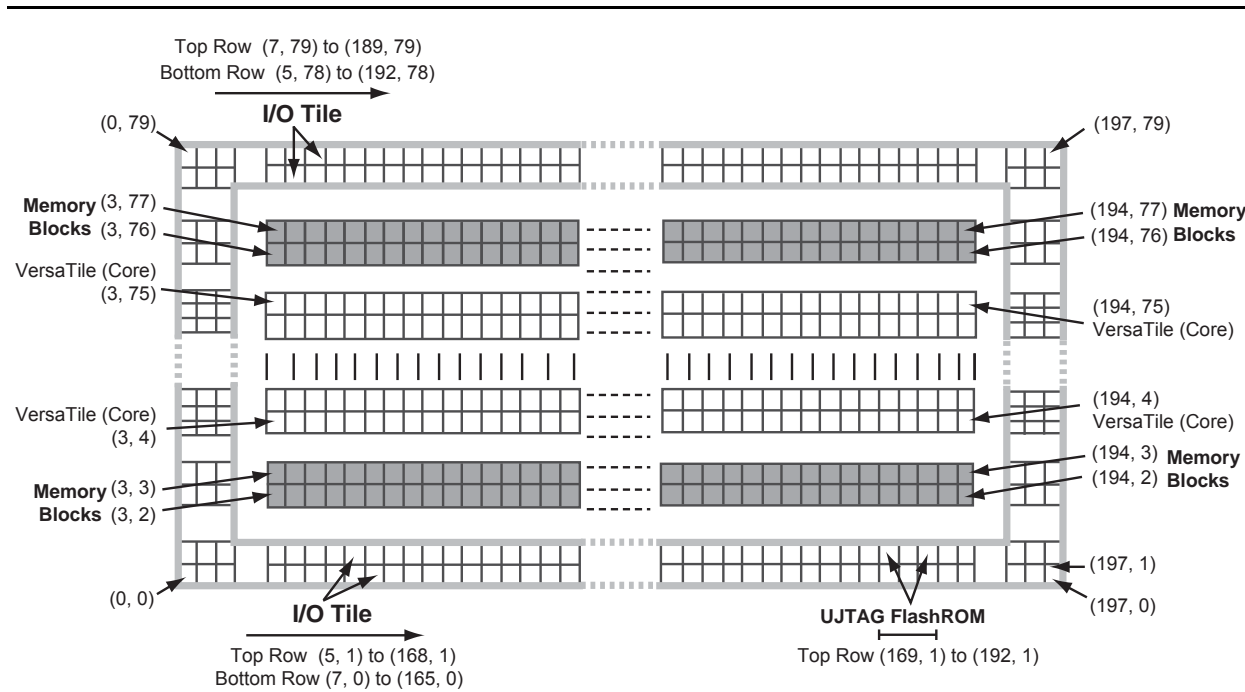 Top Row (7, 79) to (189, 79)
Bottom Row (5, 78) to (192, 78)
I/O Tile
(0, 79)
(197, 79)
Memory (3, 77)
Blocks (3, 76)
(194, 77) Memory
(194, 76) Blocks
VersaTile (Core)
(3, 75)
(194, 75)
VersaTile (Core)
VersaTile (Core)
(3, 4)
(194, 4)
VersaTile (Core)
Memory (3, 3)
Blocks (3, 2)
(194, 3) Memory
(194, 2) Blocks
(197, 1)
(0, 0)
(197, 0)
I/O Tile
Top Row (5, 1) to (168, 1)
Bottom Row (7, 0) to (165, 0)
UJTAG FlashROM
Top Row (169, 1) to (192, 1)